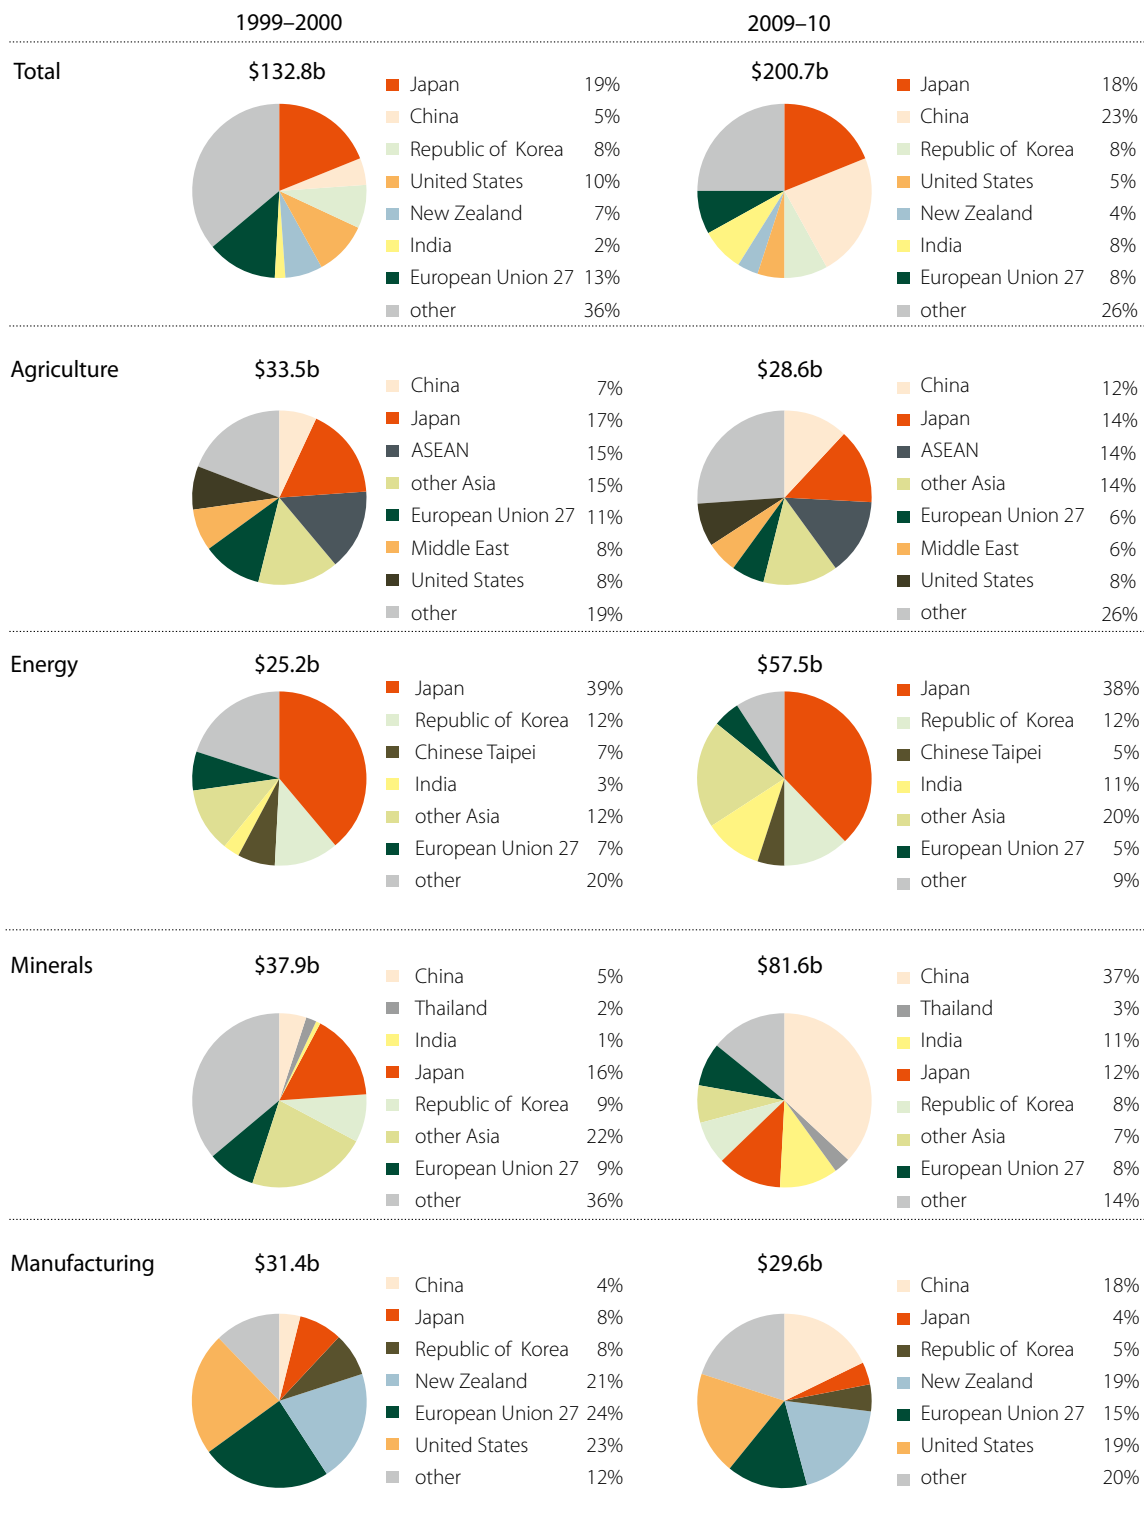 1999–2000 2009–10
Total $132.8b $200.7b
Japan 19% Japan 18%
China 5% China 23%
Republic of Korea 8% Republic of Korea 8%
United States 10% United States 5%
New Zealand 7% New Zealand 4%
India 2% India 8%
European Union 27 13% European Union 27 8%
other 36% other 26%
Agriculture $33.5b $28.6b
China 7% China 12%
Japan 17% Japan 14%
ASEAN 15% ASEAN 14%
other Asia 15% other Asia 14%
European Union 27 11% European Union 27 6%
Middle East 8% Middle East 6%
United States 8% United States 8%
other 19% other 26%
Energy $25.2b $57.5b
Japan 39% Japan 38%
Republic of Korea 12% Republic of Korea 12%
Chinese Taipei 7% Chinese Taipei 5%
India 3% India 11%
other Asia 12% other Asia 20%
European Union 27 7% European Union 27 5%
other 20% other 9%
Minerals $37.9b $81.6b
China 5% China 37%
Thailand 2% Thailand 3%
India 1% India 11%
Japan 16% Japan 12%
Republic of Korea 9% Republic of Korea 8%
other Asia 22% other Asia 7%
European Union 27 9% European Union 27 8%
other 36% other 14%
Manufacturing $31.4b $29.6b
China 4% China 18%
Japan 8% Japan 4%
Republic of Korea 8% Republic of Korea 5%
New Zealand 21% New Zealand 19%
European Union 27 24% European Union 27 15%
United States 23% United States 19%
other 12% other 20%